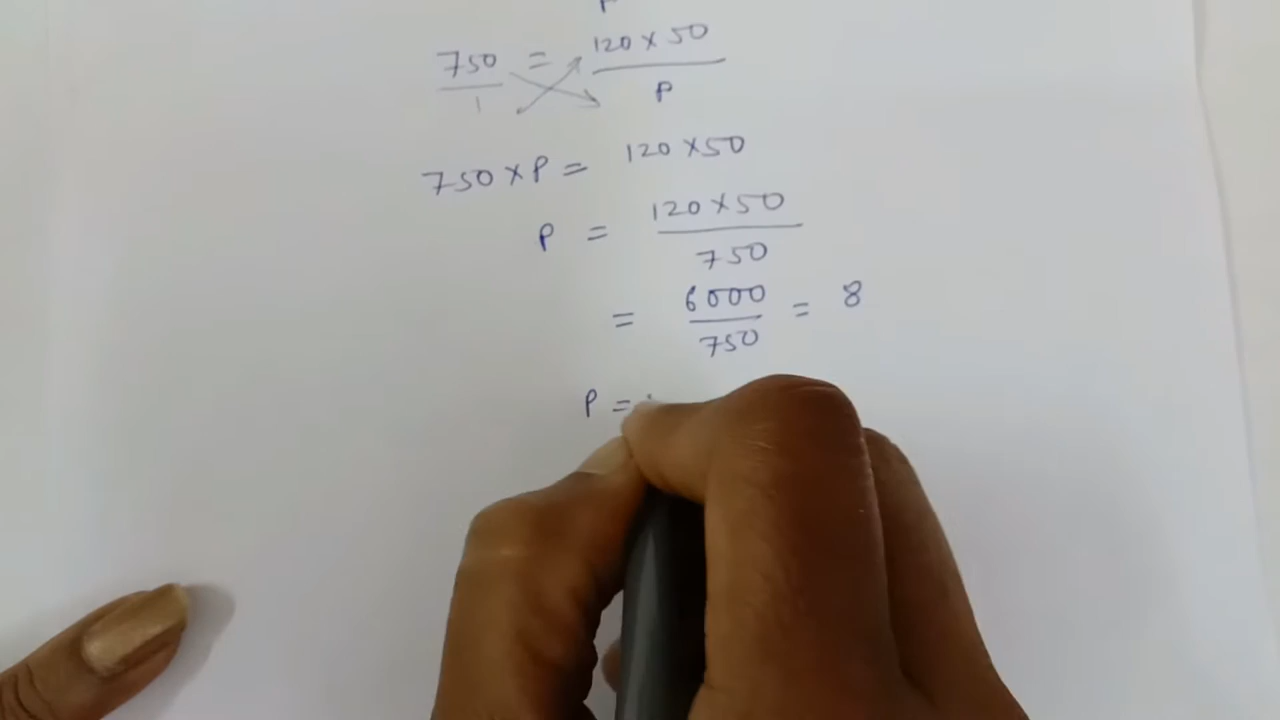 750 = 120 x 50
1 P
750 x P = 120 x 50
P = 120 x 50
750
= 6000 = 8
750
P =